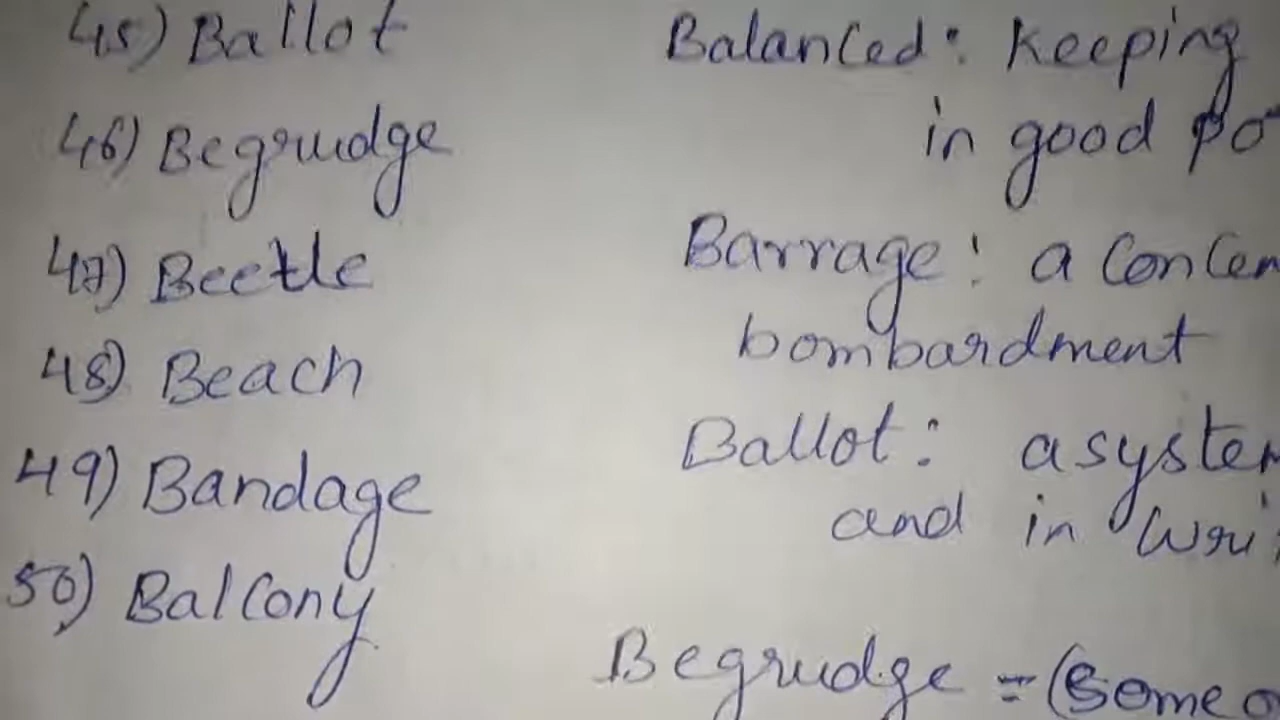 45) Ballot
46) Begrudge
47) Beetle
48) Beach
49) Bandage
50) Balcony
Balanced: Keeping
in good
Barrage: a
bombardment
Ballot: a
and in
Begrudge =